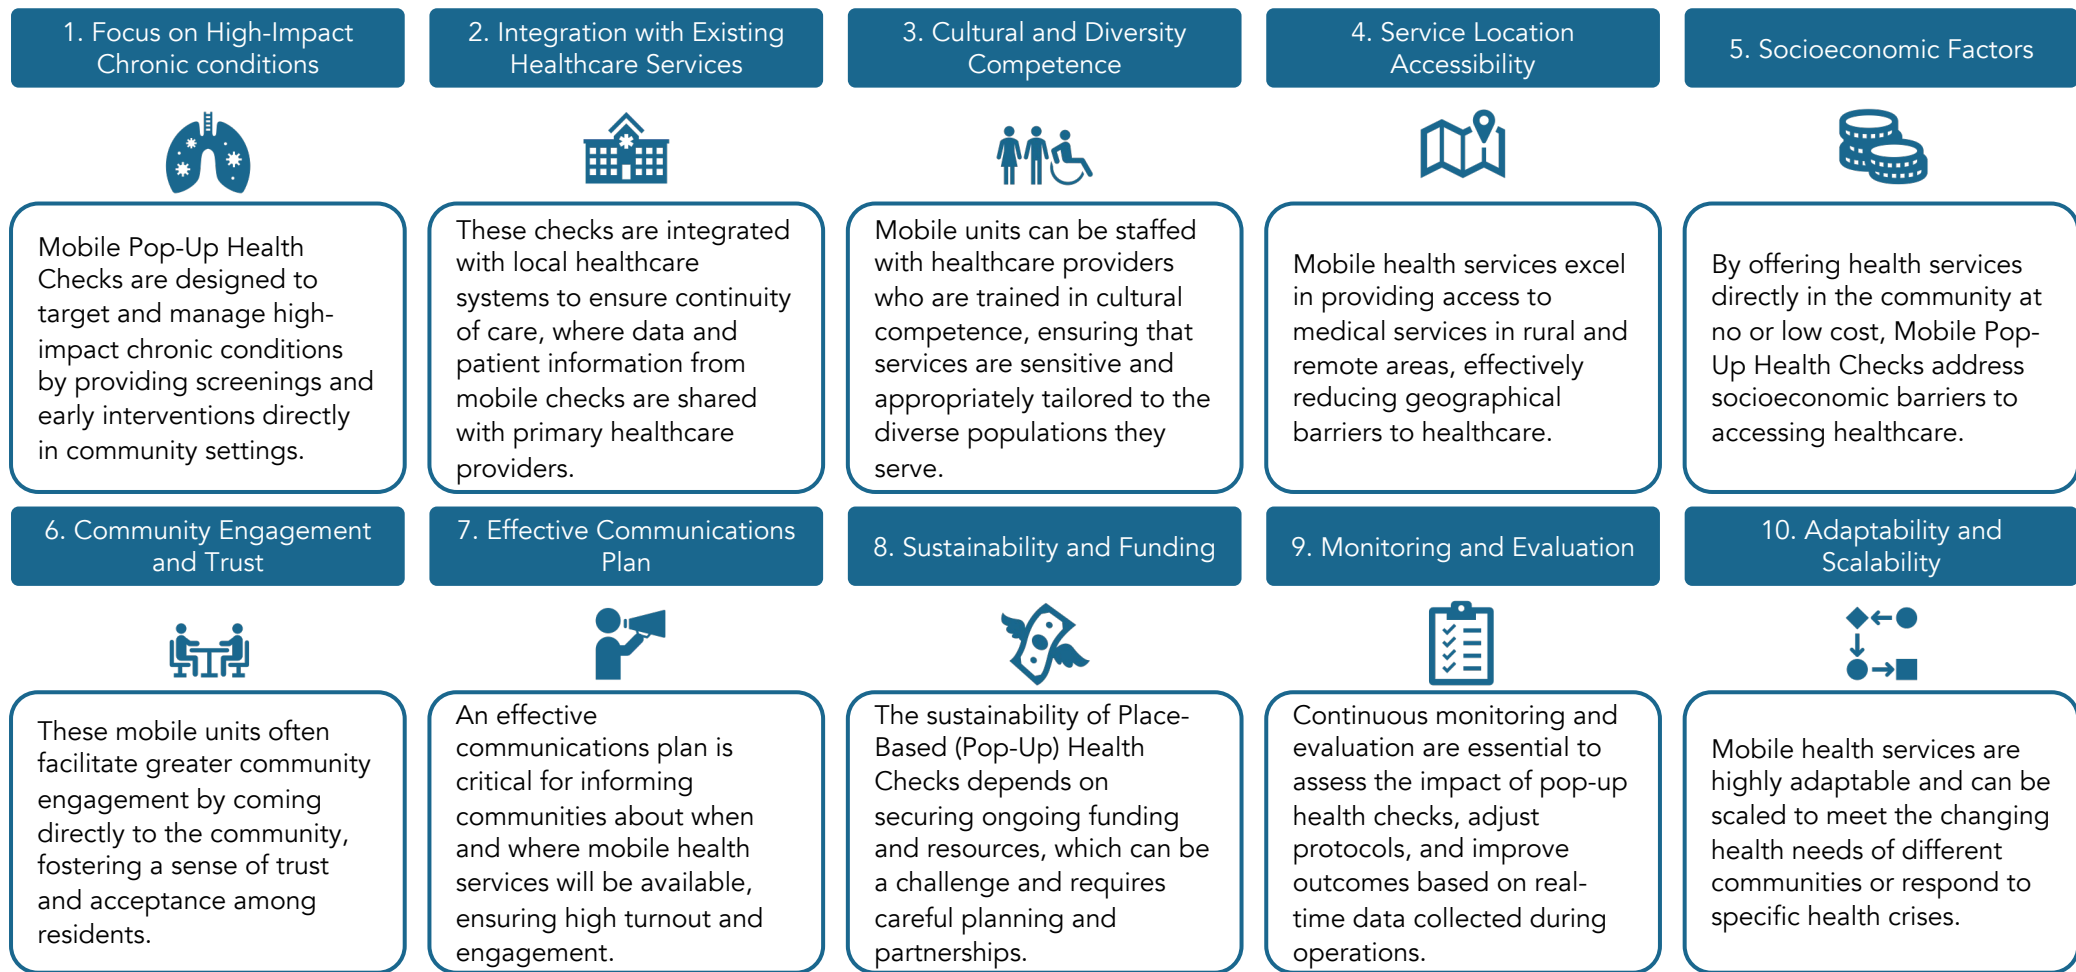 1. Focus on High-Impact
Chronic conditions
Mobile Pop-Up Health
Checks are designed to
target and manage high-
impact chronic conditions
by providing screenings and
early interventions directly
in community settings.
2. Integration with Existing
Healthcare Services
These checks are integrated
with local healthcare
systems to ensure continuity
of care, where data and
patient information from
mobile checks are shared
with primary healthcare
providers.
3. Cultural and Diversity
Competence
Mobile units can be staffed
with healthcare providers
who are trained in cultural
competence, ensuring that
services are sensitive and
appropriately tailored to the
diverse populations they
serve.
4. Service Location
Accessibility
Mobile health services excel
in providing access to
medical services in rural and
remote areas, effectively
reducing geographical
barriers to healthcare.
5. Socioeconomic Factors
By offering health services
directly in the community at
no or low cost, Mobile Pop-
Up Health Checks address
socioeconomic barriers to
accessing healthcare.
6. Community Engagement
and Trust
These mobile units often
facilitate greater community
engagement by coming
directly to the community,
fostering a sense of trust
and acceptance among
residents.
7. Effective Communications
Plan
An effective
communications plan is
critical for informing
communities about when
and where mobile health
services will be available,
ensuring high turnout and
engagement.
8. Sustainability and Funding
The sustainability of Place-
Based (Pop-Up) Health
Checks depends on
securing ongoing funding
and resources, which can be
a challenge and requires
careful planning and
partnerships.
9. Monitoring and Evaluation
Continuous monitoring and
evaluation are essential to
assess the impact of pop-up
health checks, adjust
protocols, and improve
outcomes based on real-
time data collected during
operations.
10. Adaptability and
Scalability
Mobile health services are
highly adaptable and can be
scaled to meet the changing
health needs of different
communities or respond to
specific health crises.